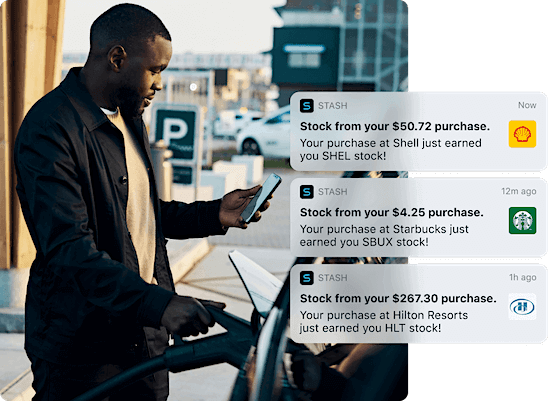 P
STASH
Now
Stock from your $50.72 purchase.
Your purchase at Shell just earned
you SHEL stock!
STASH
12m ago
Stock from your $4.25 purchase.
Your purchase at Starbucks just
earned you SBUX stock!
STASH
1h ago
Stock from your $267.30 purchase.
Your purchase at Hilton Resorts
just earned you HLT stock!